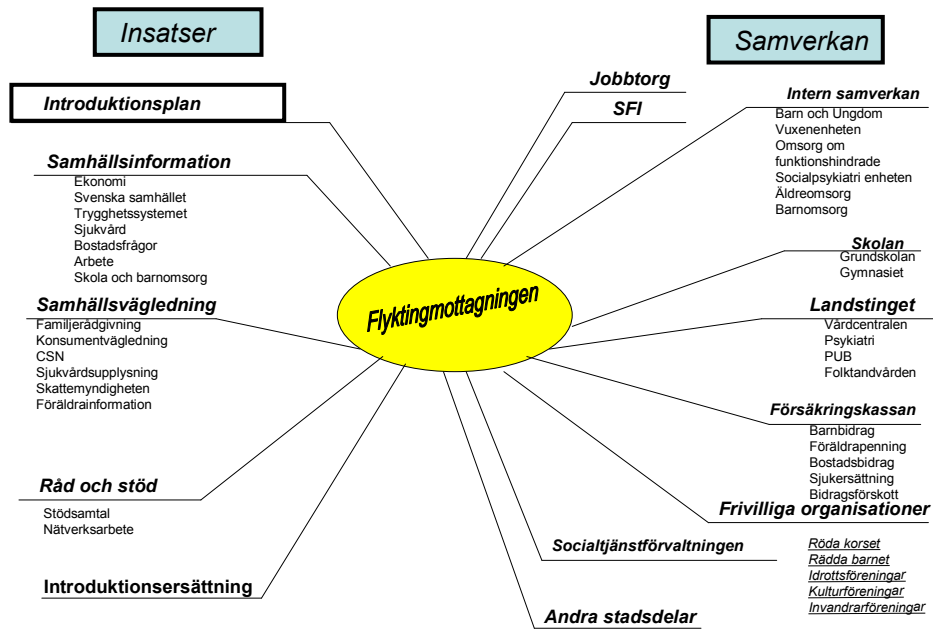 Insatser
Samverkan
Introduktionsplan
Samhällsinformation
Ekonomi
Svenska samhället
Trygghetssystemet
Sjukvård
Bostadsfrågor
Arbete
Skola och barnomsorg
Samhällsvägledning
Familjerådgivning
Konsumentvägledning
CSN
Sjukvårdsupplysning
Skattemyndigheten
Föräldrainformation
Råd och stöd
Stödsamtal
Nätverksarbete
Introduktionsersättning
Flyktingmottagningen
Jobbtorg
SFI
Intern samverkan
Barn och Ungdom
Vuxenenheten
Omsorg om
funktionshindrade
Socialpsykiatri enheten
Äldreomsorg
Barnomsorg
Skolan
Grundskolan
Gymnasiet
Landstinget
Vårdcentralen
Psykiatri
PUB
Folktandvården
Försäkringskassan
Barnbidrag
Föräldrapenning
Bostadsbidrag
Sjukersättning
Bidragsförskott
Frivilliga organisationer
Röda korset
Rädda barnet
Idrottsföreningar
Kulturföreningar
Invandrarföreningar
Socialtjänstförvaltningen
Andra stadsdelar